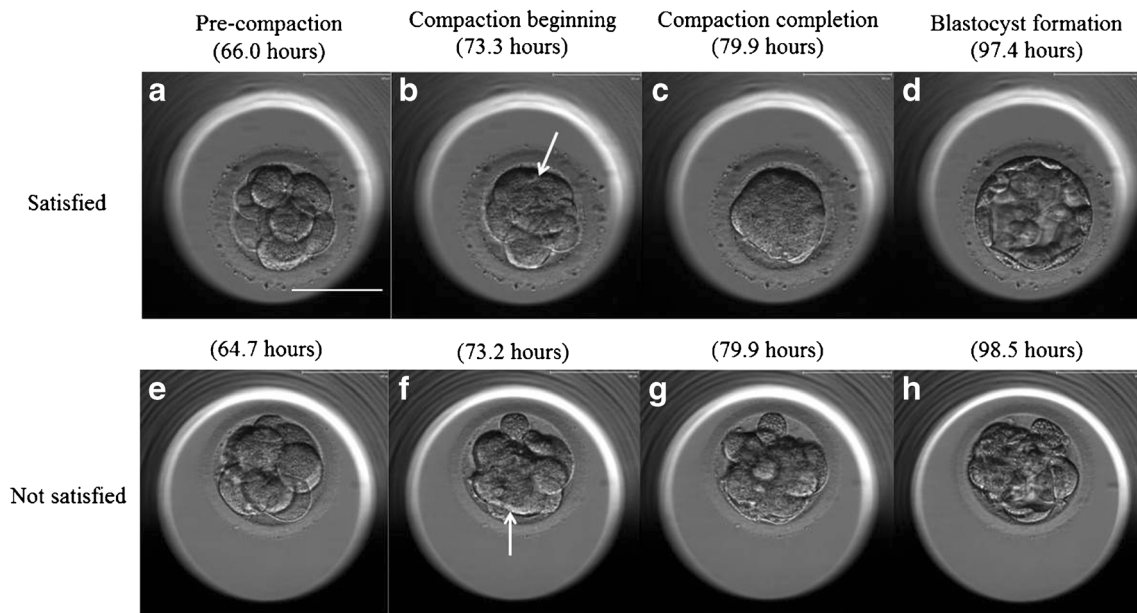 Pre-compaction
(66.0 hours)
Compaction beginning
(73.3 hours)
Compaction completion
(79.9 hours)
Blastocyst formation
(97.4 hours)
Satisfied
a
b
c
d
(64.7 hours)
(73.2 hours)
(79.9 hours)
(98.5 hours)
Not satisfied
e
f
g
h